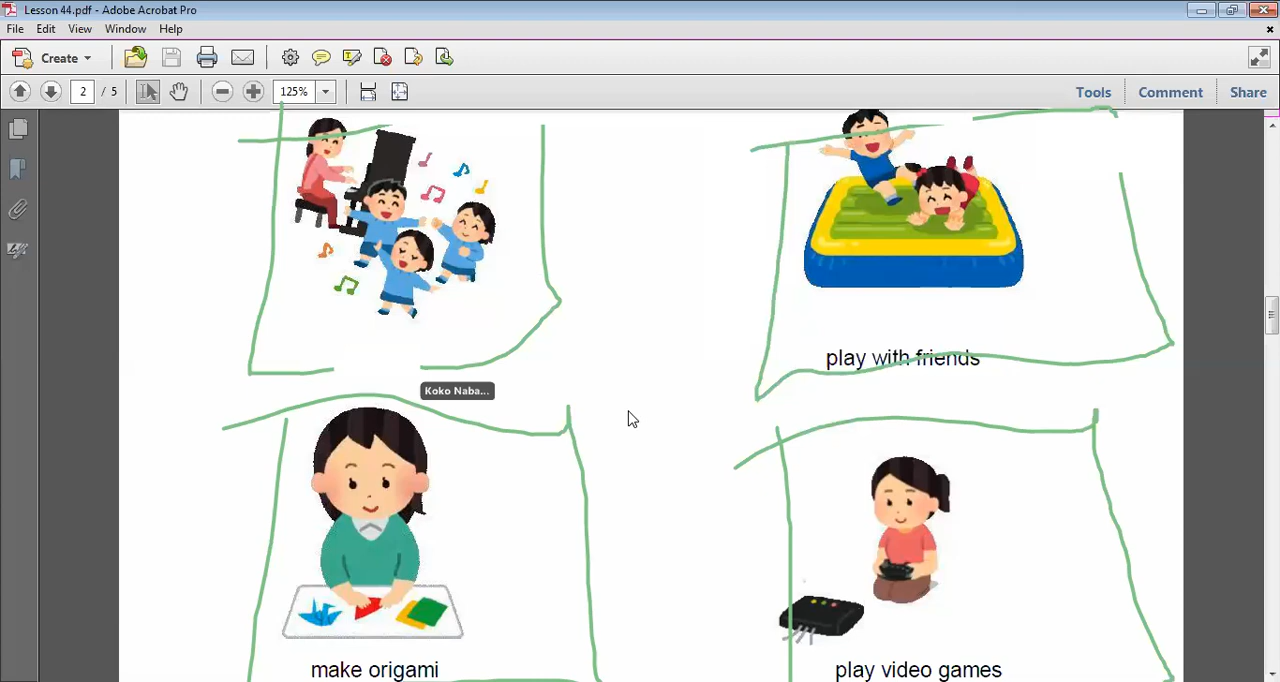 Lesson 44.pdf - Adobe Acrobat Pro
File Edit View Window Help
Create
2 / 5 125% Tools Comment Share
play with friends
Koko Naba...
make origami play video games